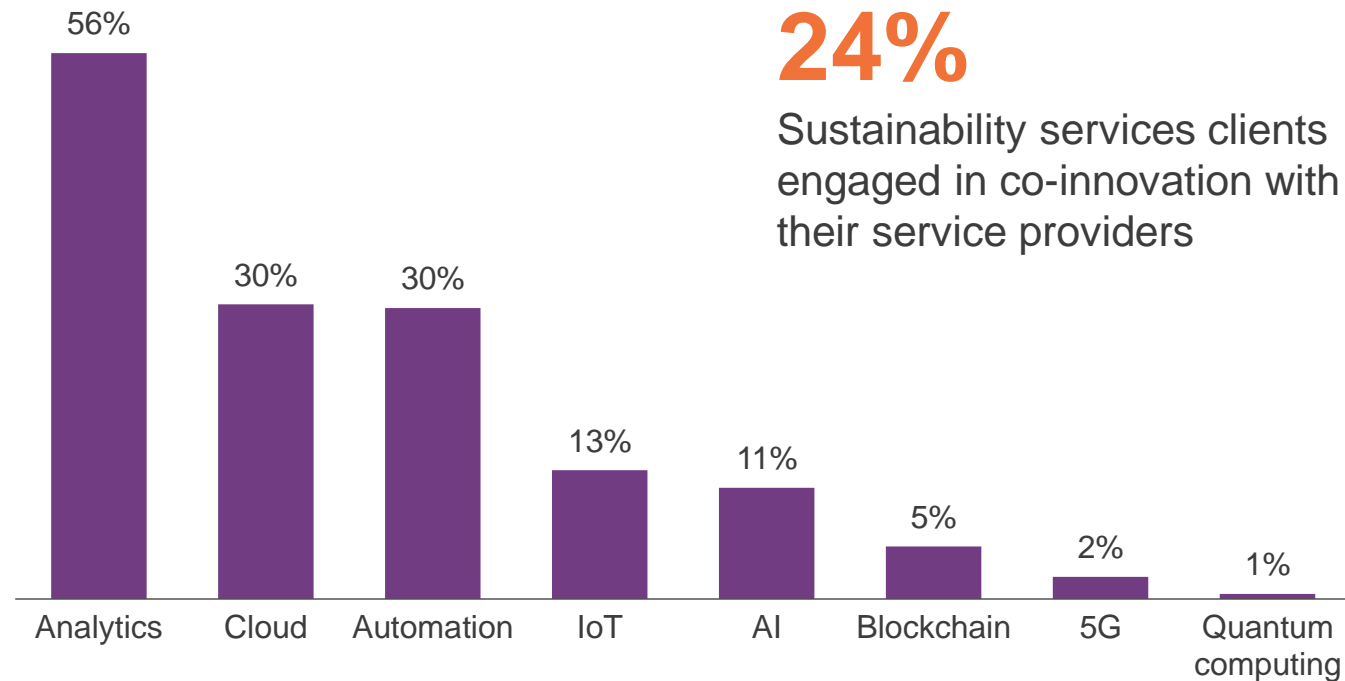 56%
30%
30%
13%
11%
5%
2%
1%
Analytics
Cloud
Automation
IoT
AI
Blockchain
5G
Quantum
computing
24%
Sustainability services clients
engaged in co-innovation with
their service providers